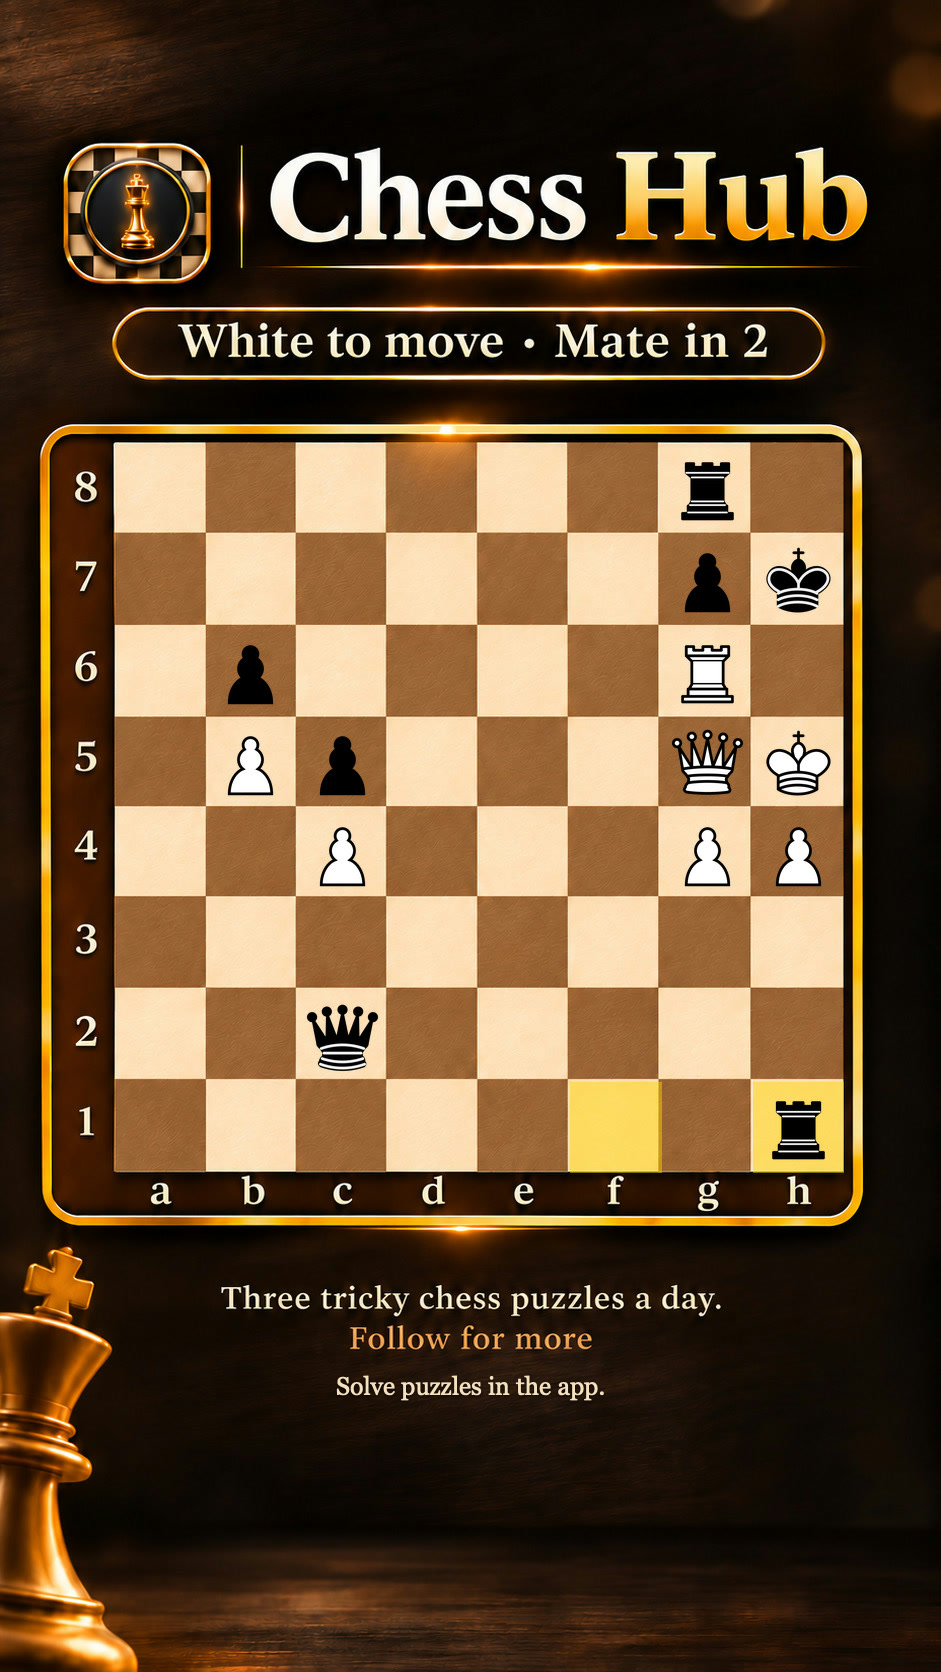 Chess Hub
White to move • Mate in 2
8
7
6
5
4
3
2
1
a b c d e f g h
Three tricky chess puzzles a day.
Follow for more
Solve puzzles in the app.